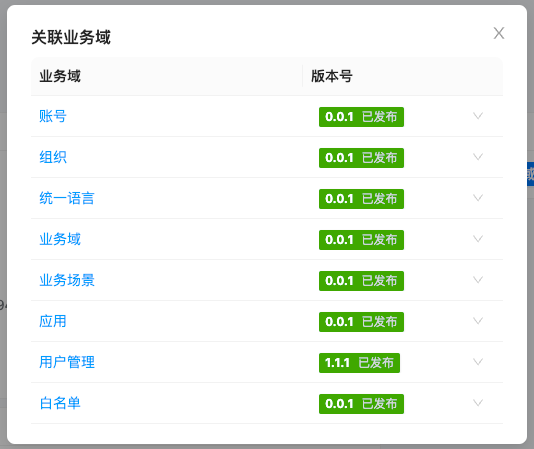 关联业务域
业务域 版本号
账号 0.0.1 已发布
组织 0.0.1 已发布
统一语言 0.0.1 已发布
业务域 0.0.1 已发布
业务场景 0.0.1 已发布
应用 0.0.1 已发布
用户管理 1.1.1 已发布
白名单 0.0.1 已发布